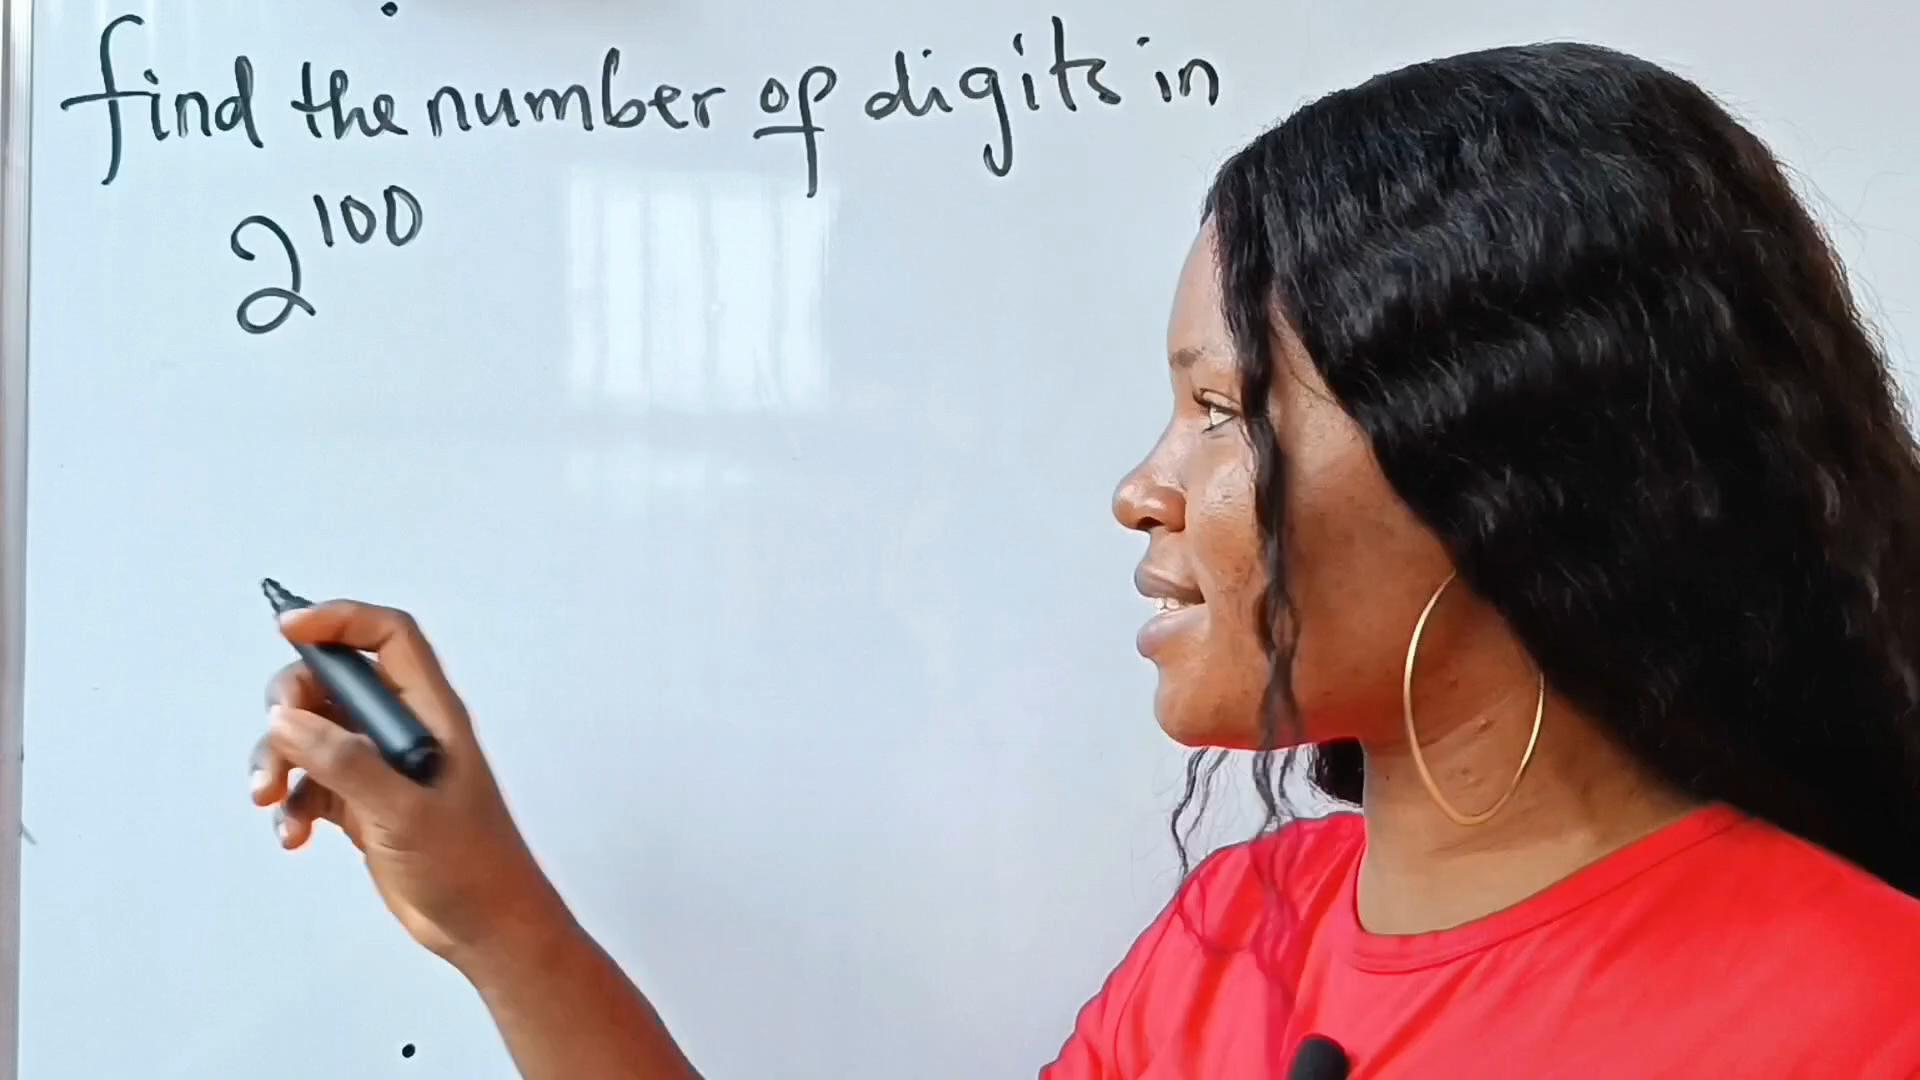 find the number of digits in
2^100